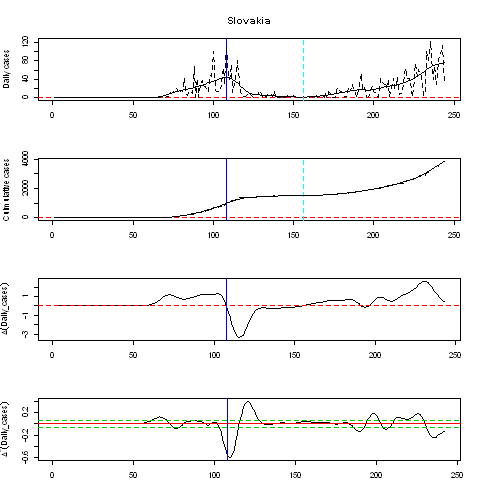 Slovakia
Daily_cases
0 40 80 120
0 50 100 150 200 250
Cumulative cases
0 2000 4000
0 50 100 150 200 250
Δ(Daily_cases)
-3 -1 1
0 50 100 150 200 250
Δ²(Daily_cases)
-0.6 -0.2 0.2
0 50 100 150 200 250